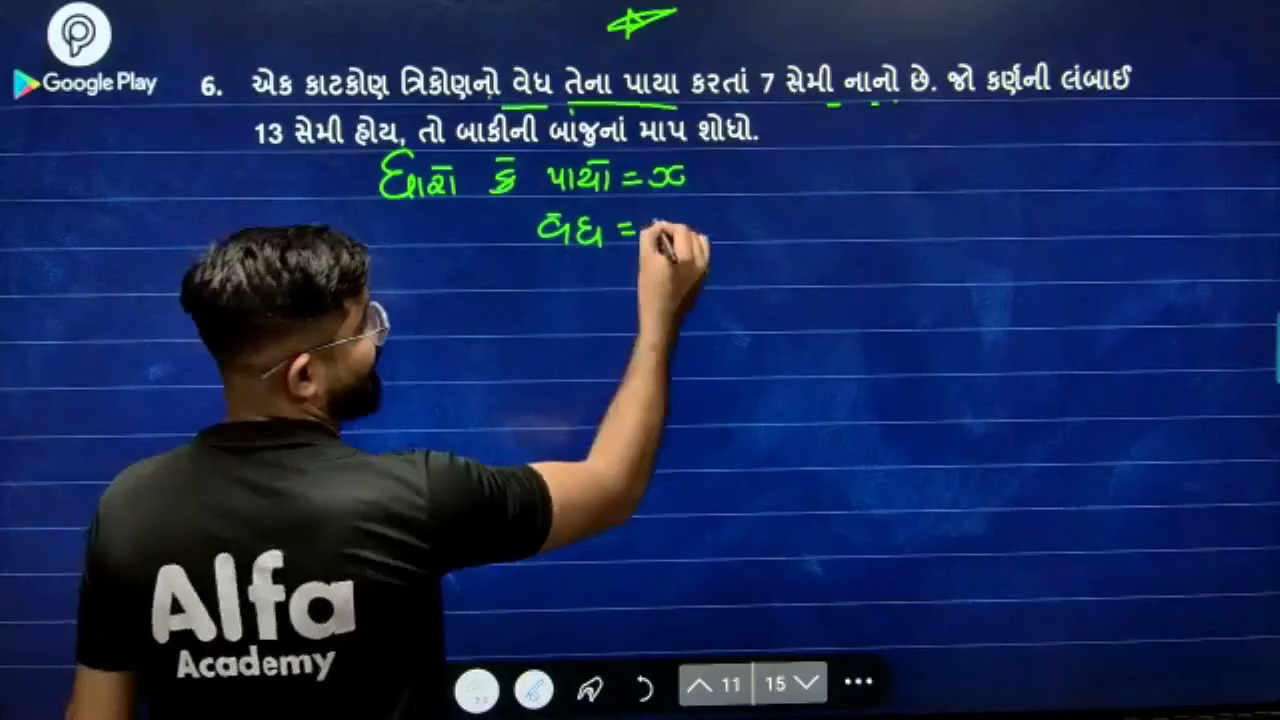 Google Play
6. એક કાટકોણ ત્રિકોણનો વેધ તેના પાયા કરતાં 7 સેમી નાનો છે. જો કર્ણની લંબાઈ
13 સેમી હોય, તો બાકીની બાજુનાં માપ શોધો.
ધારો કે પાયો = x
વેધ =
Alfa
Academy
11 15